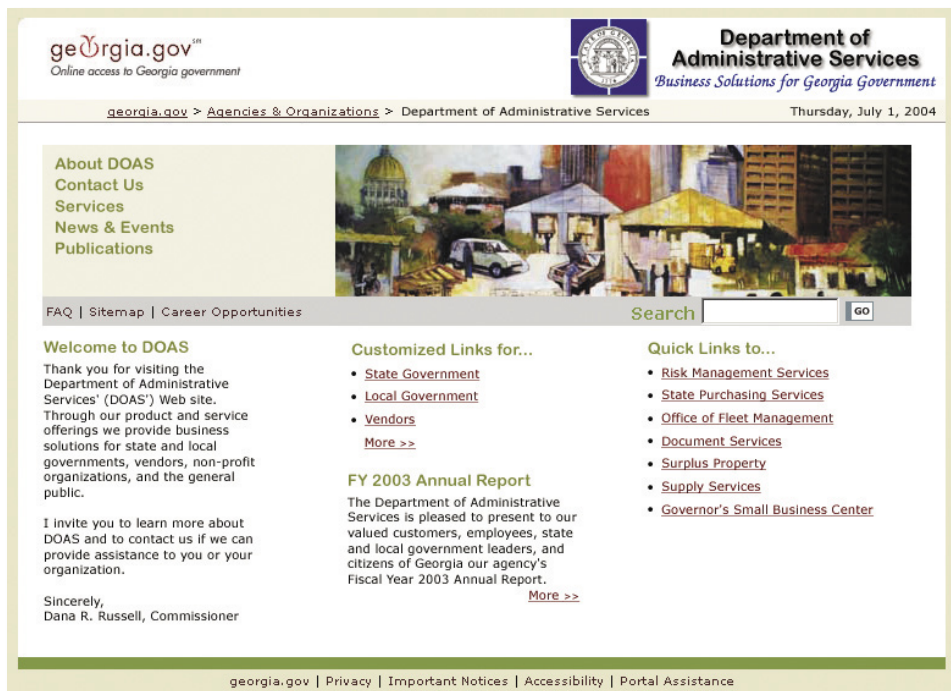 georgia.gov℠
Online access to Georgia government
STATE OF GEORGIA
1776
Department of
Administrative Services
Business Solutions for Georgia Government
georgia.gov > Agencies & Organizations > Department of Administrative Services
Thursday, July 1, 2004
About DOAS
Contact Us
Services
News & Events
Publications
FAQ | Sitemap | Career Opportunities
Search
GO
Welcome to DOAS
Thank you for visiting the
Department of Administrative
Services' (DOAS') Web site.
Through our product and service
offerings we provide business
solutions for state and local
governments, vendors, non-profit
organizations, and the general
public.
I invite you to learn more about
DOAS and to contact us if we can
provide assistance to you or your
organization.
Sincerely,
Dana R. Russell, Commissioner
Customized Links for...
• State Government
• Local Government
• Vendors
More >>
FY 2003 Annual Report
The Department of Administrative
Services is pleased to present to our
valued customers, employees, state
and local government leaders, and
citizens of Georgia our agency's
Fiscal Year 2003 Annual Report.
More >>
Quick Links to...
• Risk Management Services
• State Purchasing Services
• Office of Fleet Management
• Document Services
• Surplus Property
• Supply Services
• Governor's Small Business Center
georgia.gov | Privacy | Important Notices | Accessibility | Portal Assistance